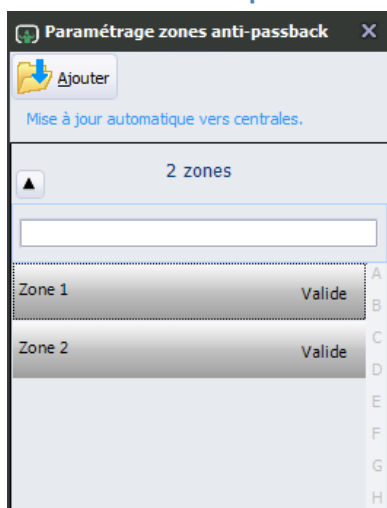 Paramétrage zones anti-passback
Ajouter
Mise à jour automatique vers centrales.
2 zones
Zone 1 Valide
Zone 2 Valide
A
B
C
D
E
F
G
H